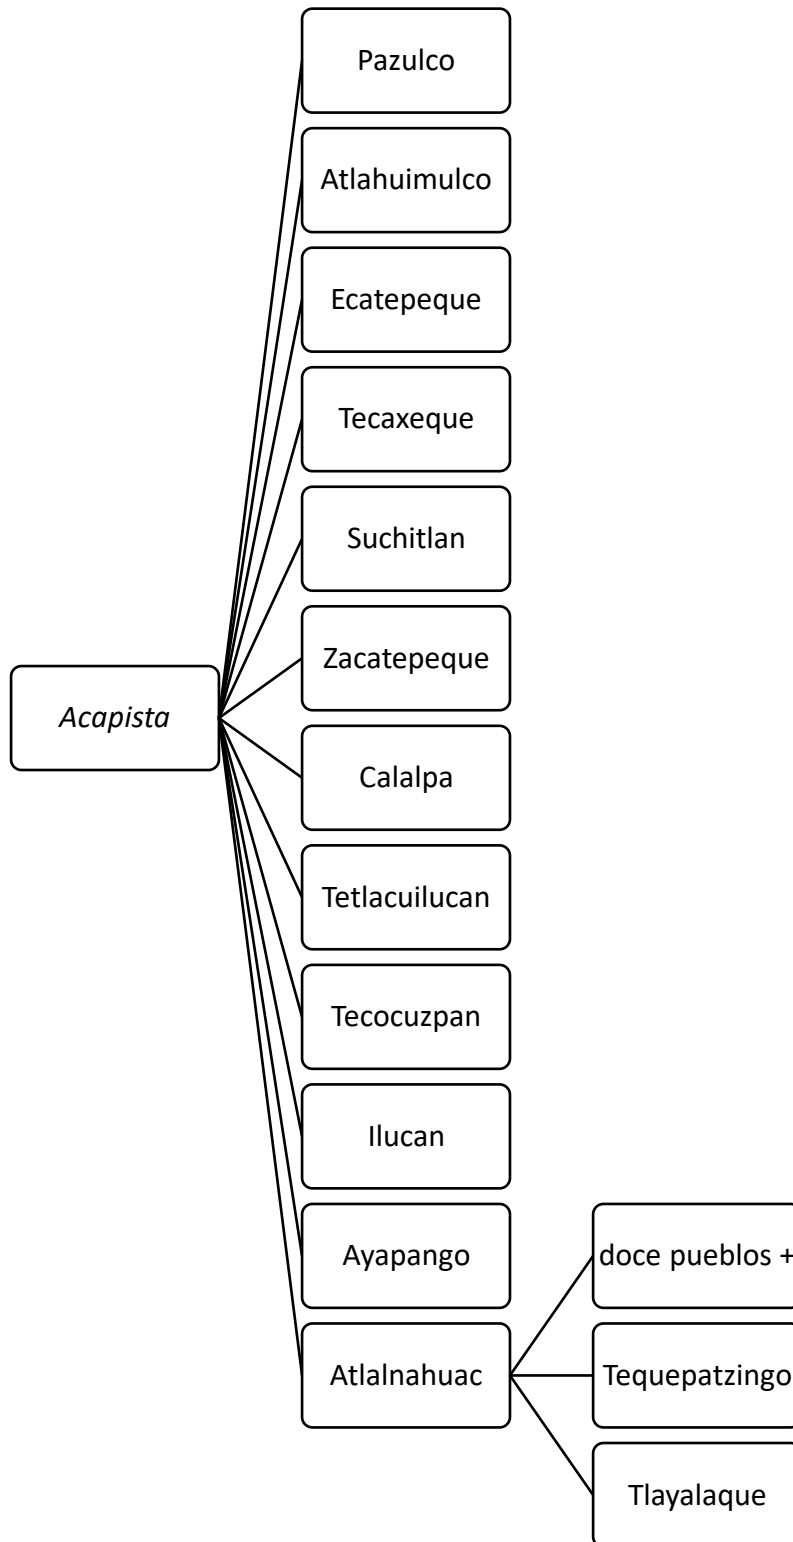 Pazulco
Atlahuimulco
Ecatepeque
Tecaxeque
Suchitlan
Zacatepeque
Acapista
Calalpa
Tetlacuilucan
Tecocuzpan
Ilucan
Ayapango
doce pueblos +
Atlalnahuac
Tequepatzingo
Tlayalaque